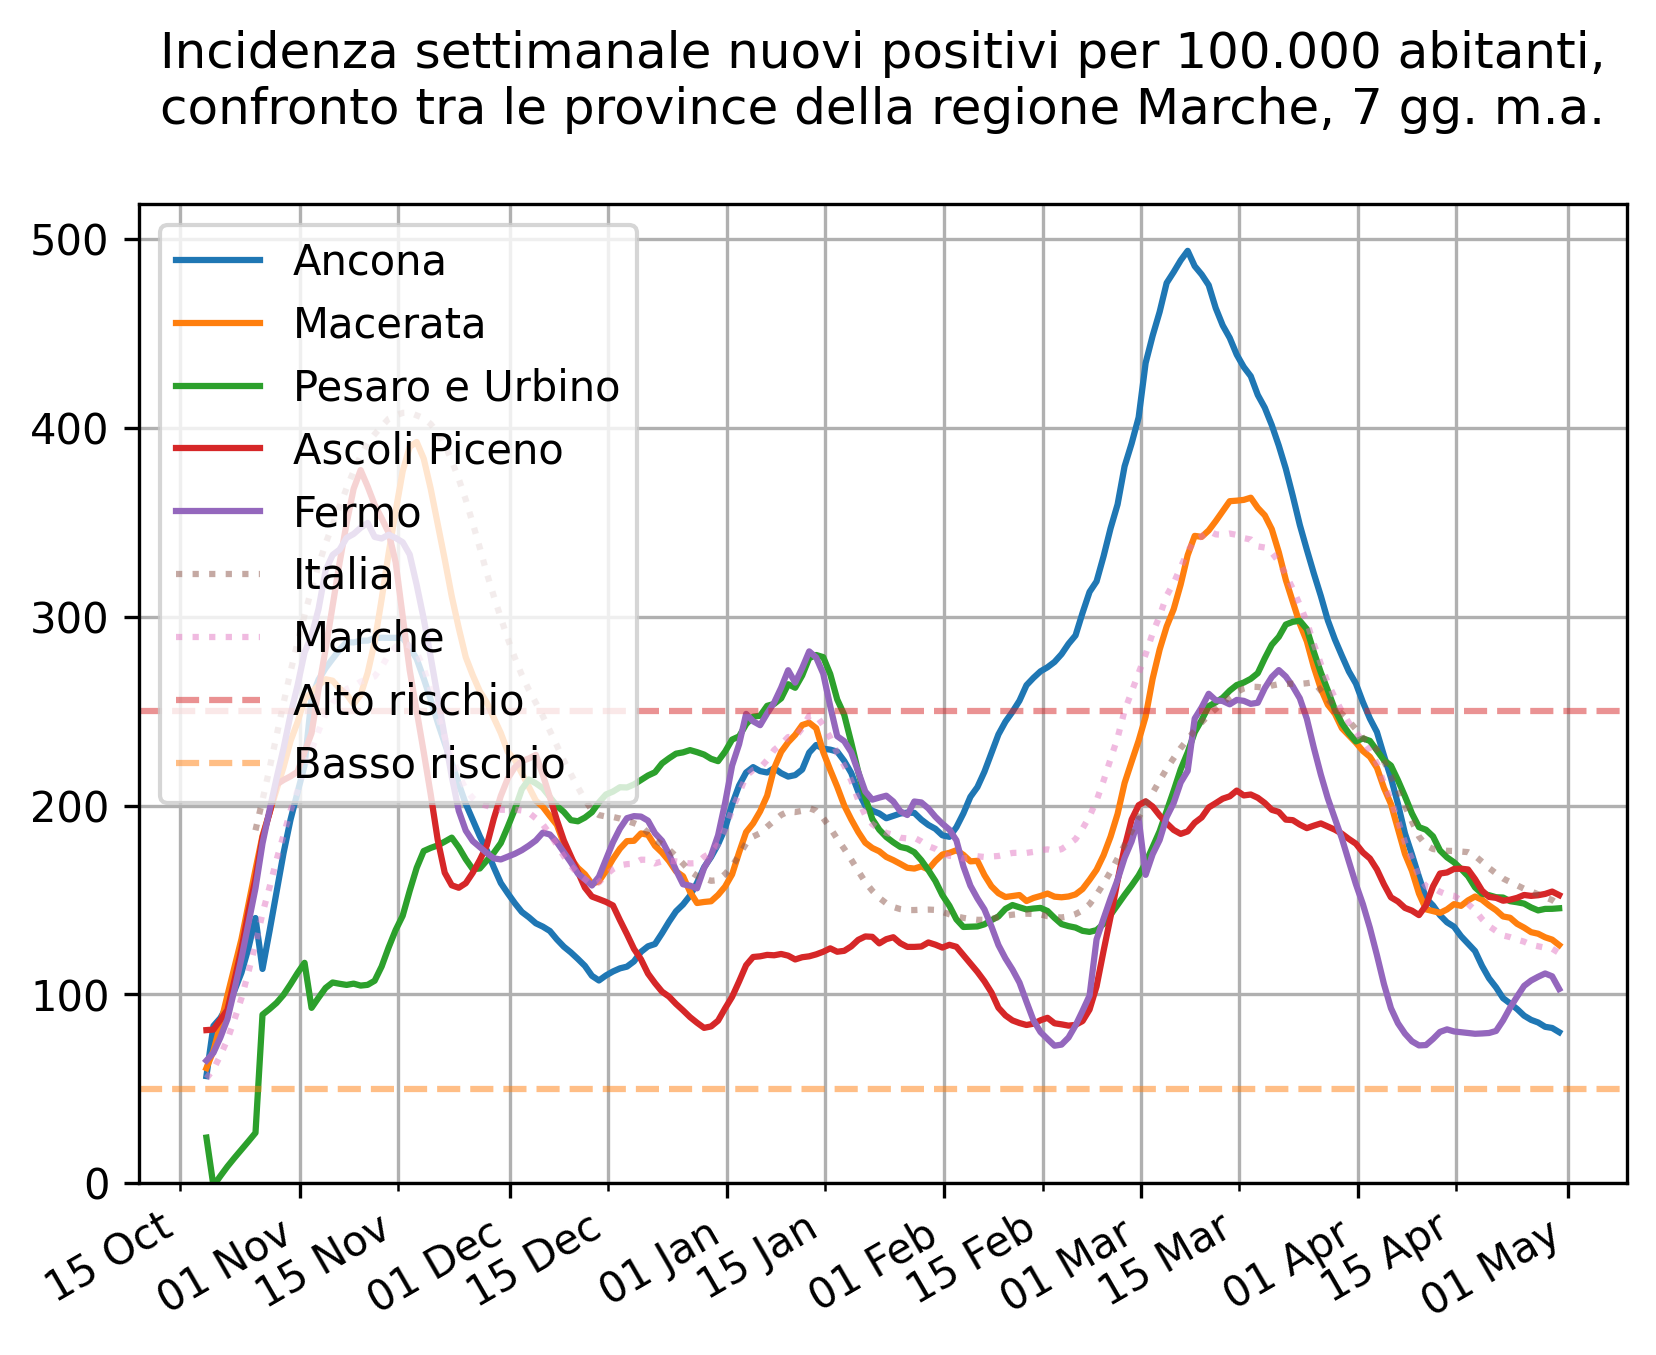 Incidenza settimanale nuovi positivi per 100.000 abitanti,
confronto tra le province della regione Marche, 7 gg. m.a.
500
400
300
200
100
0
Ancona
Macerata
Pesaro e Urbino
Ascoli Piceno
Fermo
Italia
Marche
Alto rischio
Basso rischio
15 Oct
01 Nov
15 Nov
01 Dec
15 Dec
01 Jan
15 Jan
01 Feb
15 Feb
01 Mar
15 Mar
01 Apr
15 Apr
01 May